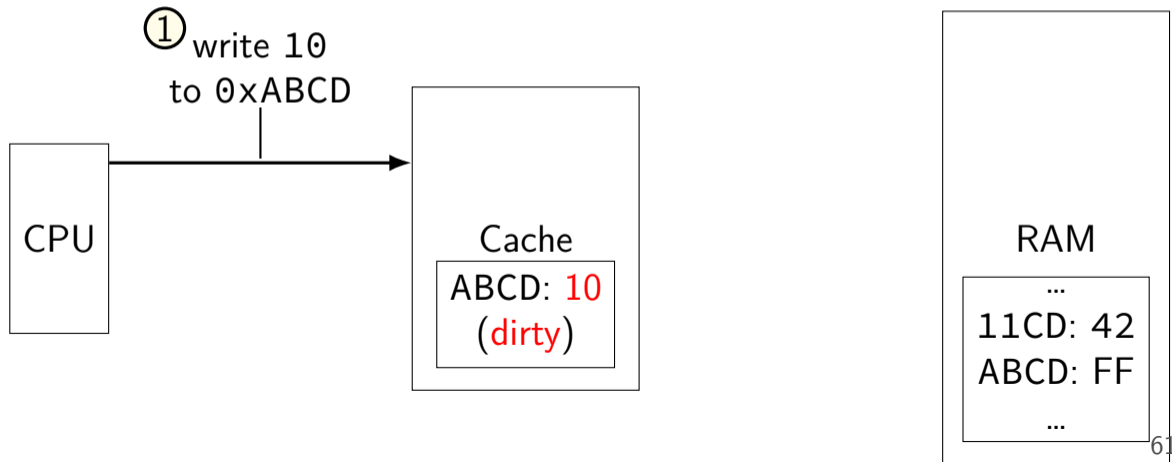 1
write 10
to 0xABCD
CPU
Cache
ABCD: 10
(dirty)
RAM
...
11CD: 42
ABCD: FF
...
61